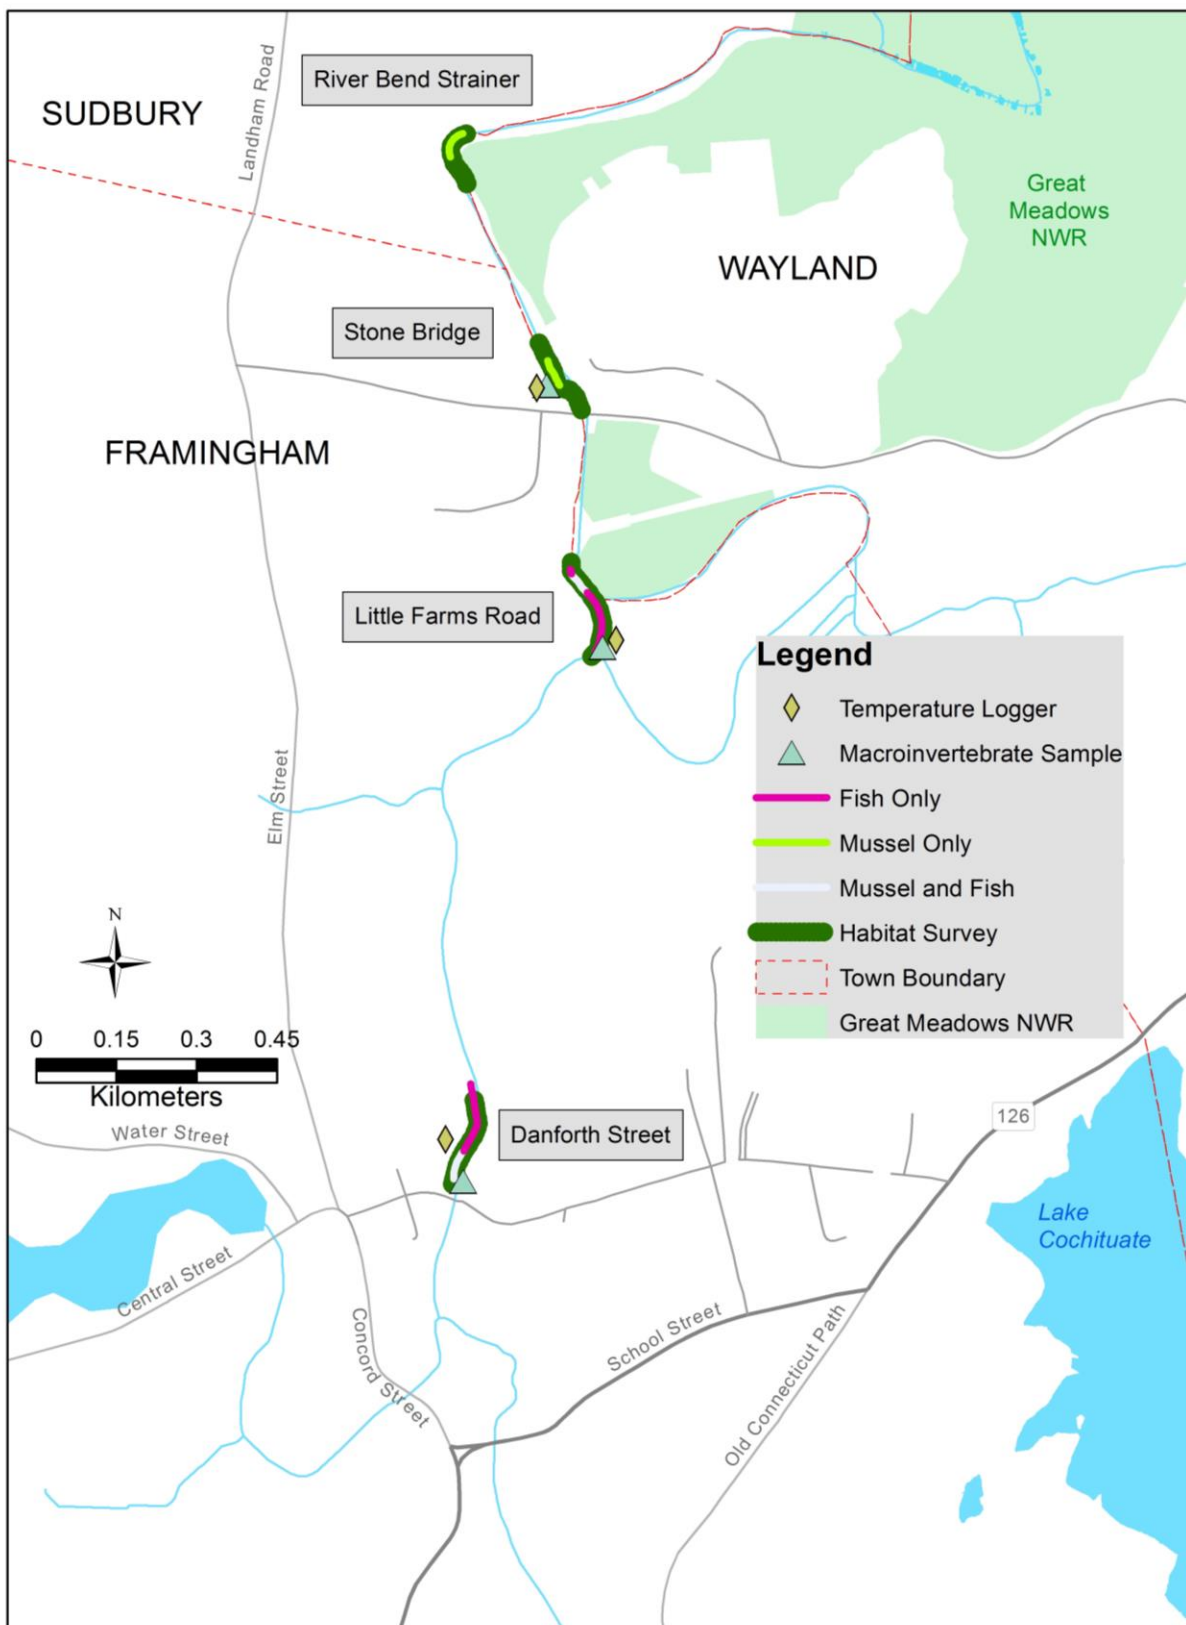 River Bend Strainer
SUDBURY
Landham Road
Great
Meadows
NWR
WAYLAND
Stone Bridge
FRAMINGHAM
Little Farms Road
Legend
Temperature Logger
Macroinvertebrate Sample
Fish Only
Mussel Only
Mussel and Fish
Habitat Survey
Town Boundary
Great Meadows NWR
Elm Street
N
0 0.15 0.3 0.45
Kilometers
Water Street
Danforth Street
126
Lake
Cochituate
Central Street
Concord Street
School Street
Old Connecticut Path